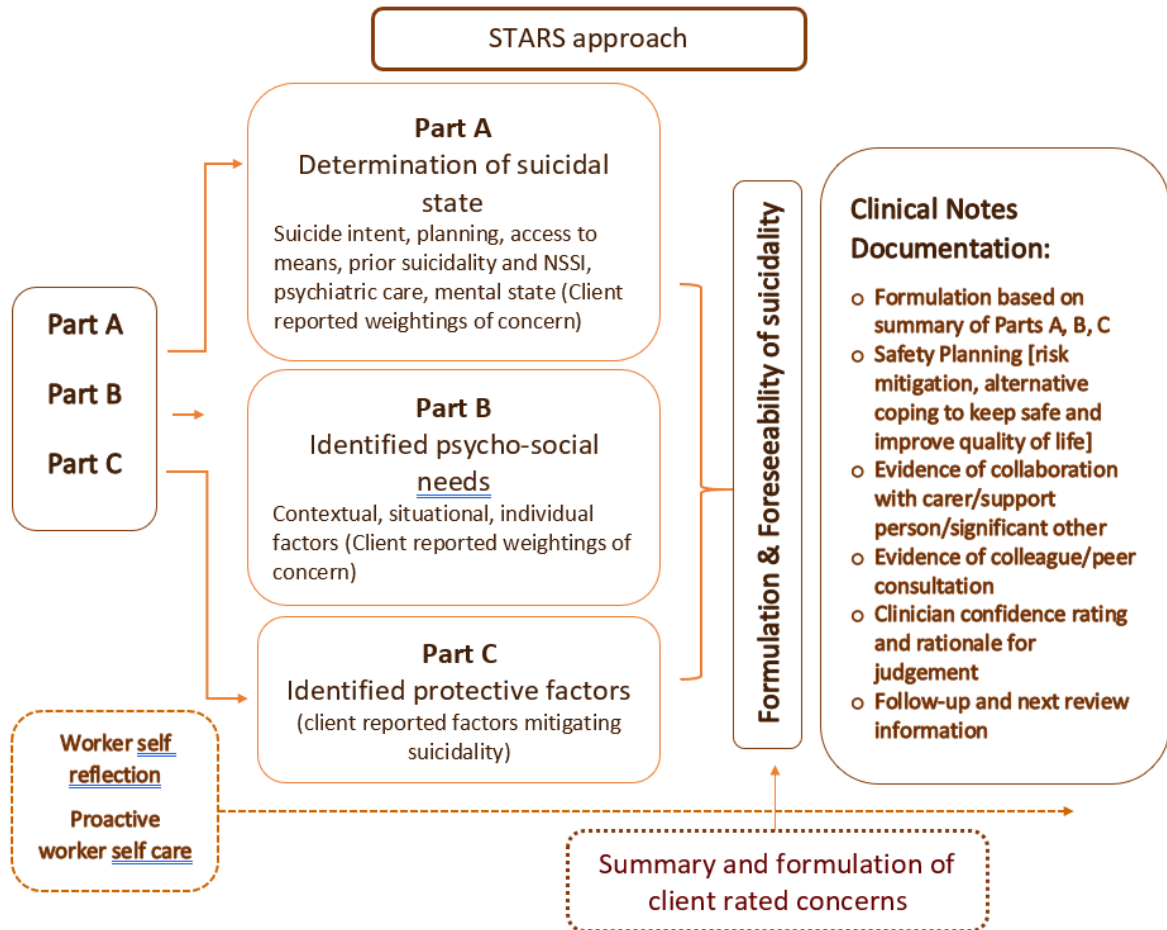 STARS approach
Part A
Part B
Part C
Part A
Determination of suicidal
state
Suicide intent, planning, access to
means, prior suicidality and NSSI,
psychiatric care, mental state (Client
reported weightings of concern)
Part B
Identified psycho-social
needs
Contextual, situational, individual
factors (Client reported weightings of
concern)
Part C
Identified protective factors
(client reported factors mitigating
suicidality)
Formulation & Foreseeability of suicidality
Clinical Notes
Documentation:
o Formulation based on
summary of Parts A, B, C
o Safety Planning [risk
mitigation, alternative
coping to keep safe and
improve quality of life]
o Evidence of collaboration
with carer/support
person/significant other
o Evidence of colleague/peer
consultation
o Clinician confidence rating
and rationale for
judgement
o Follow-up and next review
information
Worker self
reflection
Proactive
worker self care
Summary and formulation of
client rated concerns